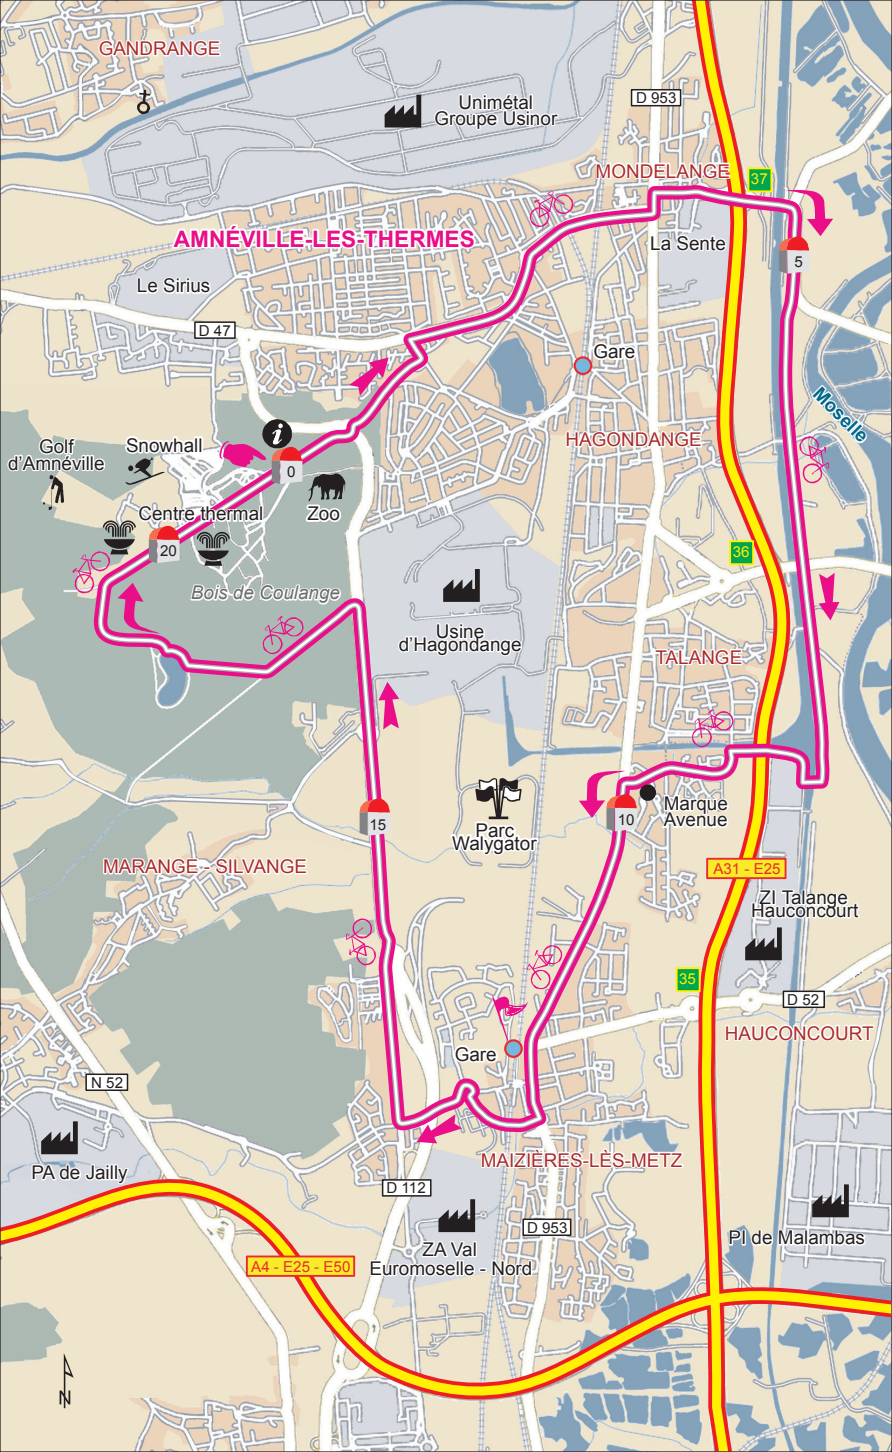 GANDRANGE
D 953
Unimétal
Groupe Usinor
MONDELANGE
37
AMNÉVILLE-LES-THERMES
La Sente
5
Le Sirius
D 47
Gare
Moselle
i
HAGONDANGE
Golf
d'Amnéville
Snowhall
0
Centre thermal
Zoo
20
36
Bois de Coulange
Usine
d'Hagondange
TALANGE
Marque
Avenue
10
15
Parc
Walygator
MARANGE - SILVANGE
A31 - E25
ZI Talange
Hauconcourt
35
D 52
HAUCONCOURT
Gare
N 52
PA de Jailly
MAIZIÈRES-LÈS-METZ
D 112
D 953
PI de Malambas
ZA Val
Euromoselle - Nord
A4 - E25 - E50
N